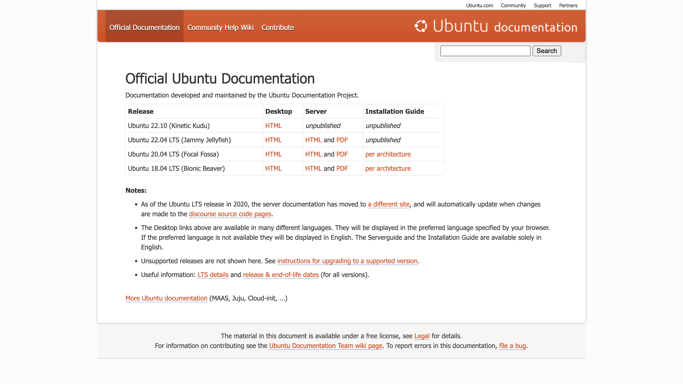 Ubuntu.com Community Support Partners
Official Documentation Community Help Wiki Contribute
Ubuntu documentation
Search
Official Ubuntu Documentation
Documentation developed and maintained by the Ubuntu Documentation Project.
Release Desktop Server Installation Guide
Ubuntu 22.10 (Kinetic Kudu) HTML unpublished unpublished
Ubuntu 22.04 LTS (Jammy Jellyfish) HTML HTML and PDF unpublished
Ubuntu 20.04 LTS (Focal Fossa) HTML HTML and PDF per architecture
Ubuntu 18.04 LTS (Bionic Beaver) HTML HTML and PDF per architecture
Notes:
• As of the Ubuntu LTS release in 2020, the server documentation has moved to a different site, and will automatically update when changes
are made to the discourse source code pages.
• The Desktop links above are available in many different languages. They will be displayed in the preferred language specified by your browser.
If the preferred language is not available they will be displayed in English. The Serverguide and the Installation Guide are available solely in
English.
• Unsupported releases are not shown here. See instructions for upgrading to a supported version.
• Useful information: LTS details and release & end-of-life dates (for all versions).
More Ubuntu documentation (MAAS, Juju, Cloud-init, ...)
The material in this document is available under a free license, see Legal for details.
For information on contributing see the Ubuntu Documentation Team wiki page. To report errors in this documentation, file a bug.